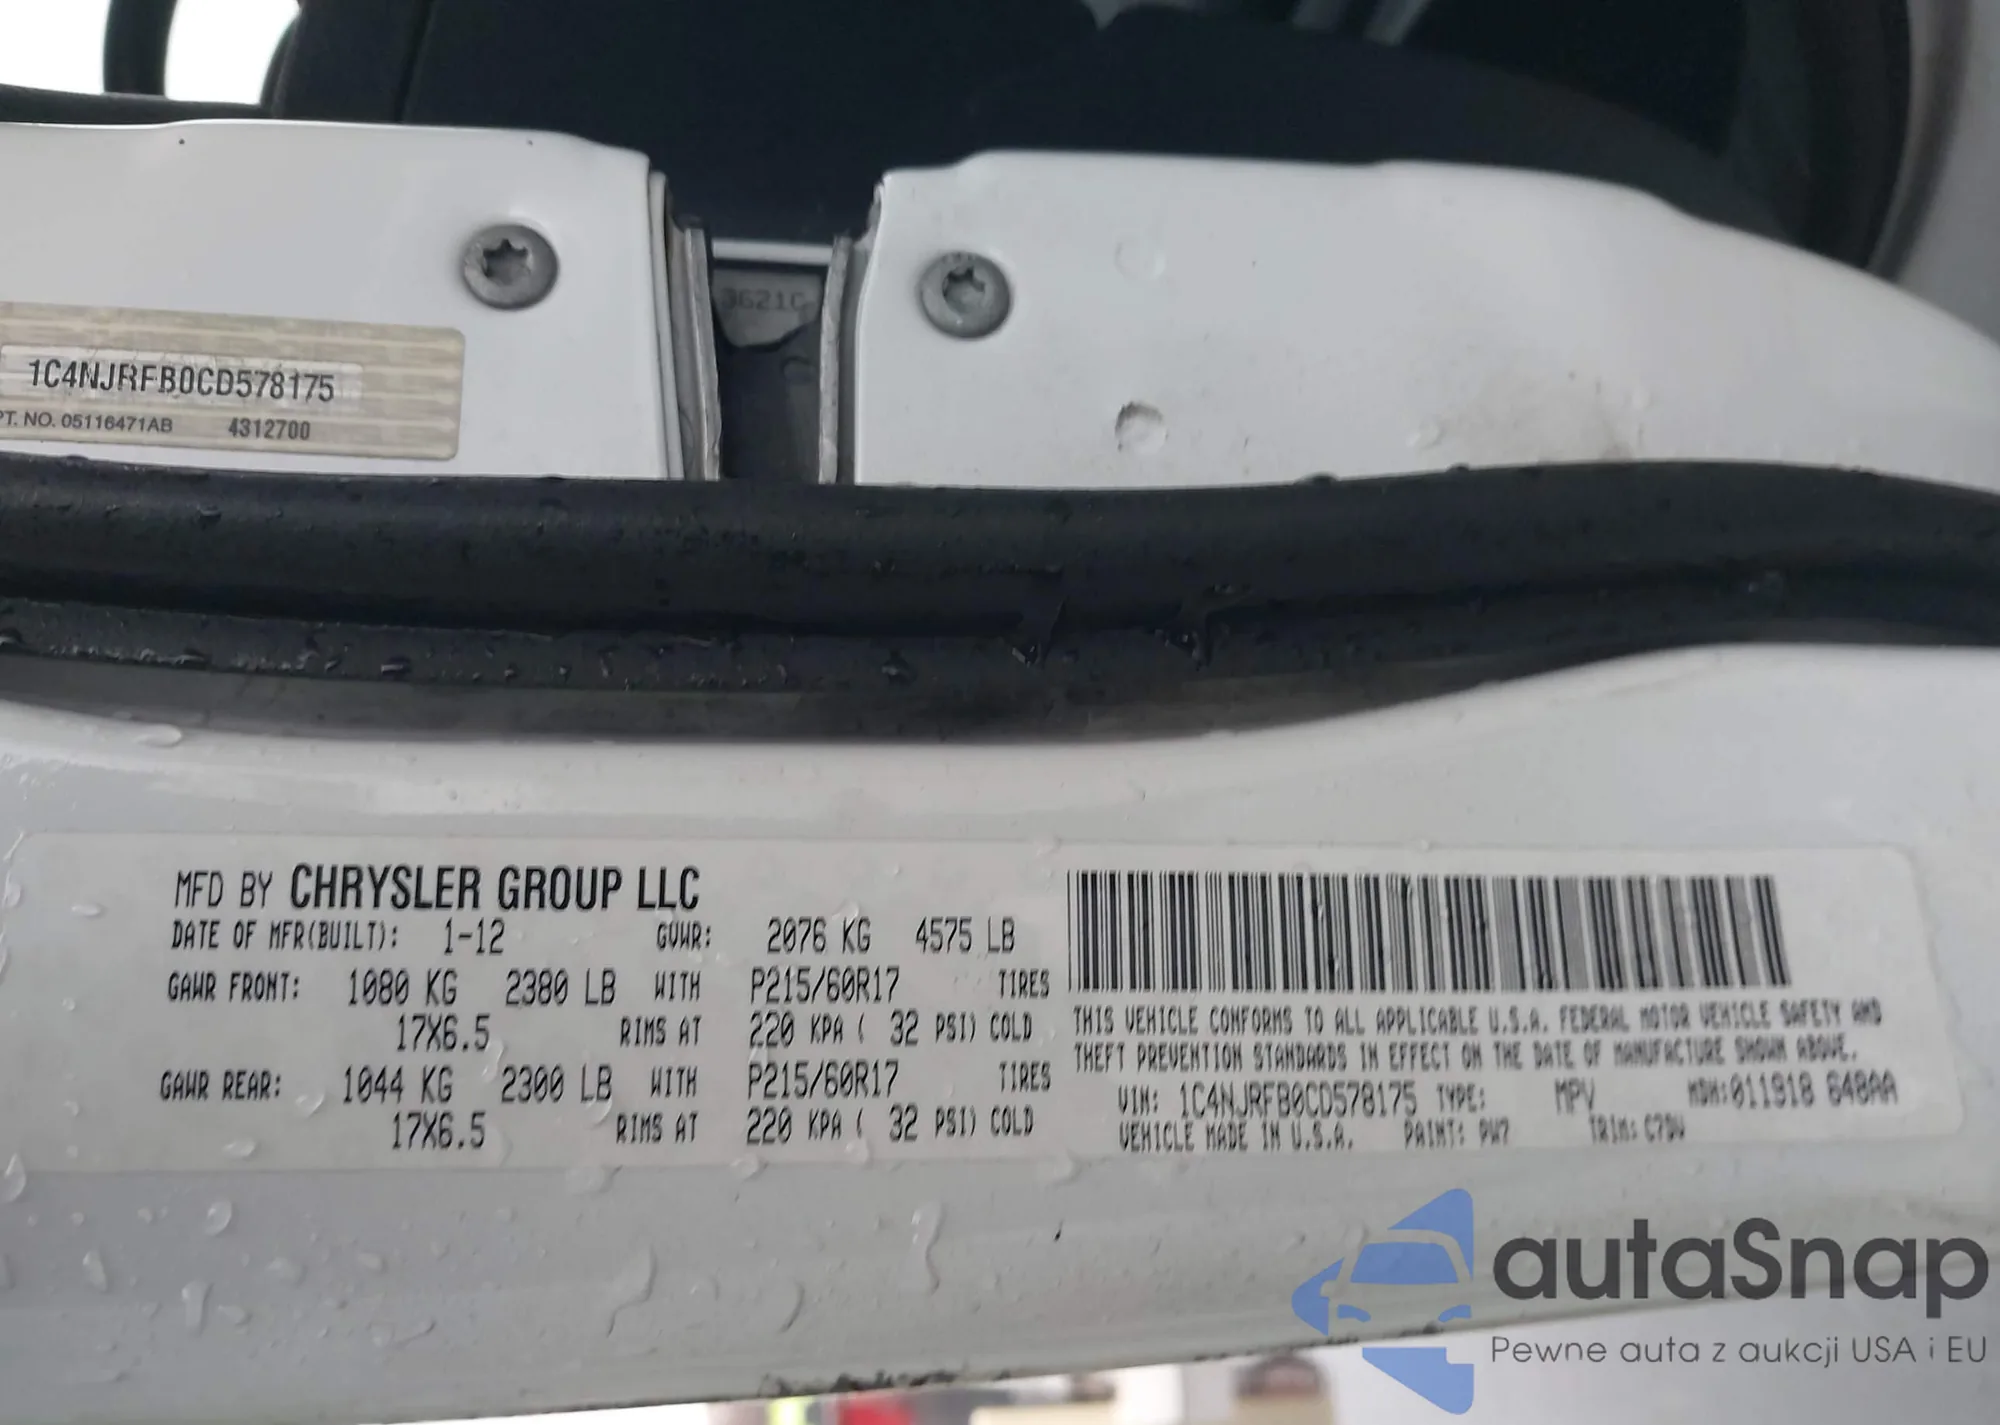 3621C
1C4NJRFB0CD578175
PT. NO. 05116471AB 4312700
MFD BY CHRYSLER GROUP LLC
DATE OF MFR(BUILT): 1-12 GVWR: 2076 KG 4575 LB
GAWR FRONT: 1080 KG 2380 LB WITH P215/60R17 TIRES
17X6.5 RIMS AT 220 KPA ( 32 PSI) COLD
GAWR REAR: 1044 KG 2300 LB WITH P215/60R17 TIRES
17X6.5 RIMS AT 220 KPA ( 32 PSI) COLD
THIS VEHICLE CONFORMS TO ALL APPLICABLE U.S.A. FEDERAL MOTOR VEHICLE SAFETY AND
THEFT PREVENTION STANDARDS IN EFFECT ON THE DATE OF MANUFACTURE SHOWN ABOVE.
VIN: 1C4NJRFB0CD578175 TYPE: MPV MDH:011918 648AA
VEHICLE MADE IN U.S.A. PAINT: PW7 TRIM:
autaSnap
Pewne auta z aukcji USA i EU